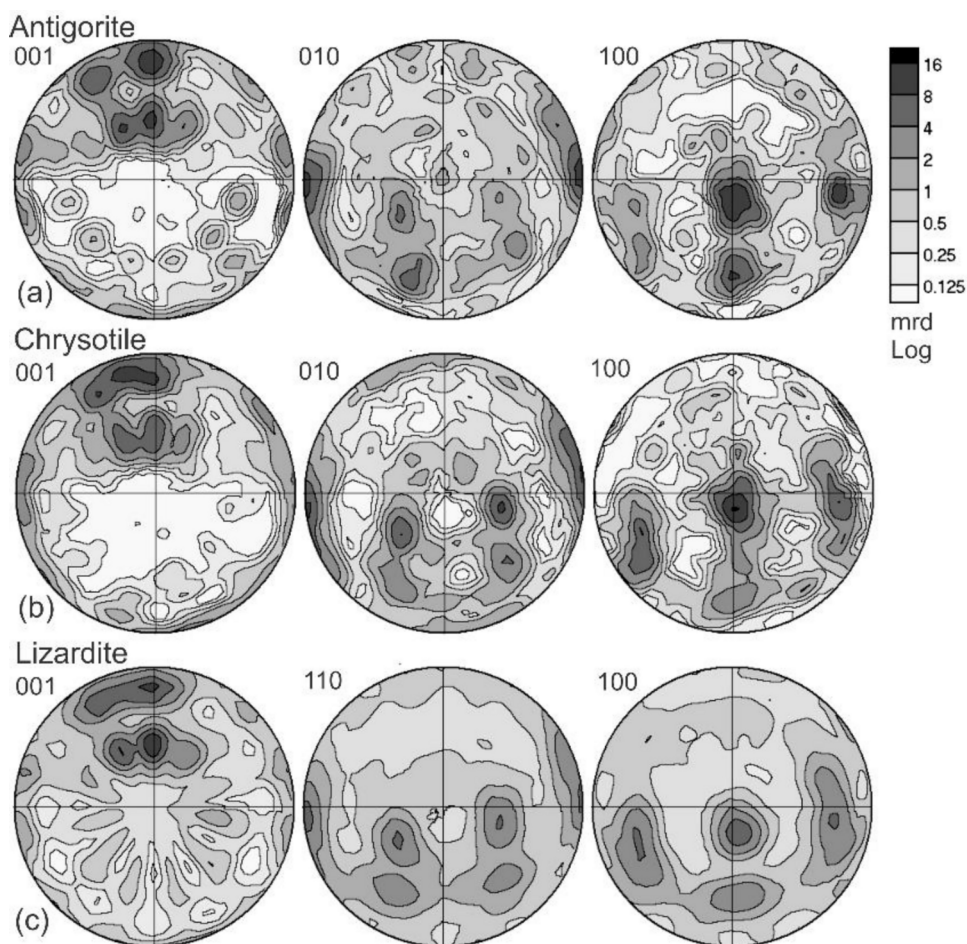 Antigorite
001 010 100
16
8
4
2
1
0.5
0.25
0.125
mrd
Log
(a)
Chrysotile
001 010 100
(b)
Lizardite
001 110 100
(c)